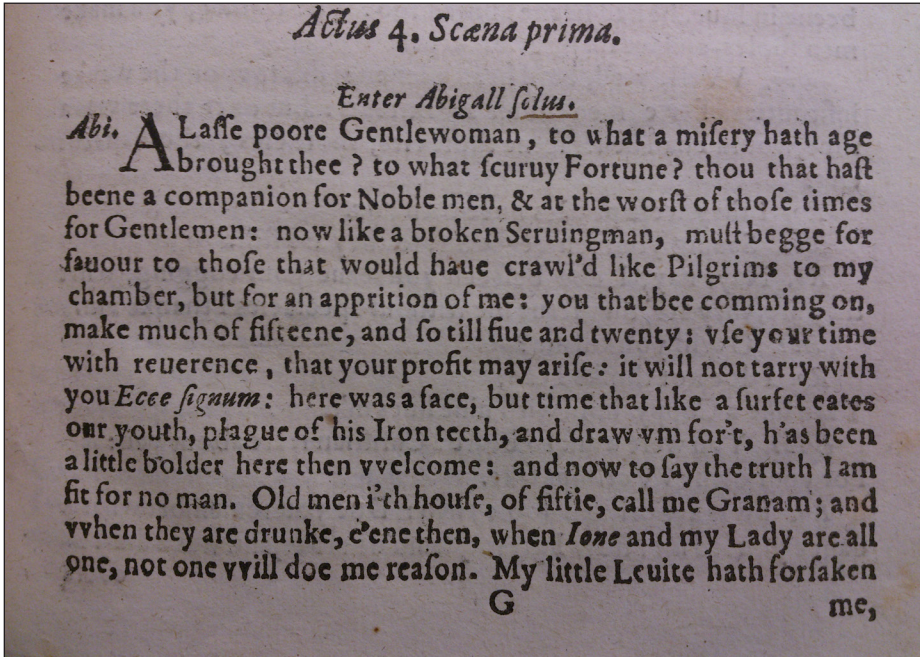 Actus 4. Scæna prima.
Enter Abigall ſolus.
Abi. ALaſſe poore Gentlewoman, to what a miſery hath age
brought thee? to what ſcuruy Fortune? thou that haſt
beene a companion for Noble men, & at the worſt of thoſe times
for Gentlemen: now like a broken Seruingman, muſt begge for
fauour to thoſe that would haue crawl'd like Pilgrims to my
chamber, but for an apprition of me: you that bee comming on,
make much of fifteene, and ſo till fiue and twenty: vſe your time
with reuerence, that your profit may ariſe: it will not tarry with
you Ecee ſignum: here was a face, but time that like a ſurfet eates
our youth, plague of his Iron teeth, and draw vm for't, h'as been
a little bolder here then vvelcome: and now to ſay the truth I am
fit for no man. Old men i'th houſe, of fiftie, call me Granam; and
vvhen they are drunke, e'ene then, when Ione and my Lady are all
one, not one vvill doe me reaſon. My little Leuite hath forſaken
G me,